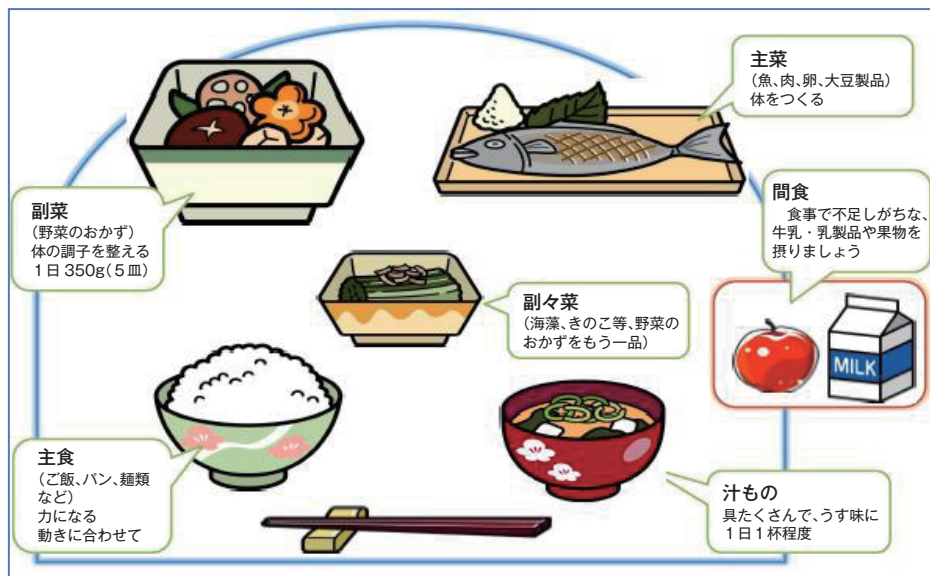 主菜
(魚、肉、卵、大豆製品)
体をつくる
副菜
(野菜のおかず)
体の調子を整える
1日350g(5皿)
間食
食事で不足しがちな、
牛乳・乳製品や果物を
摂りましょう
副々菜
(海藻、きのこ等、野菜の
おかずをもう一品)
MILK
主食
(ご飯、パン、麺類
など)
力になる
動きに合わせて
汁もの
具たくさんで、うす味に
1日1杯程度